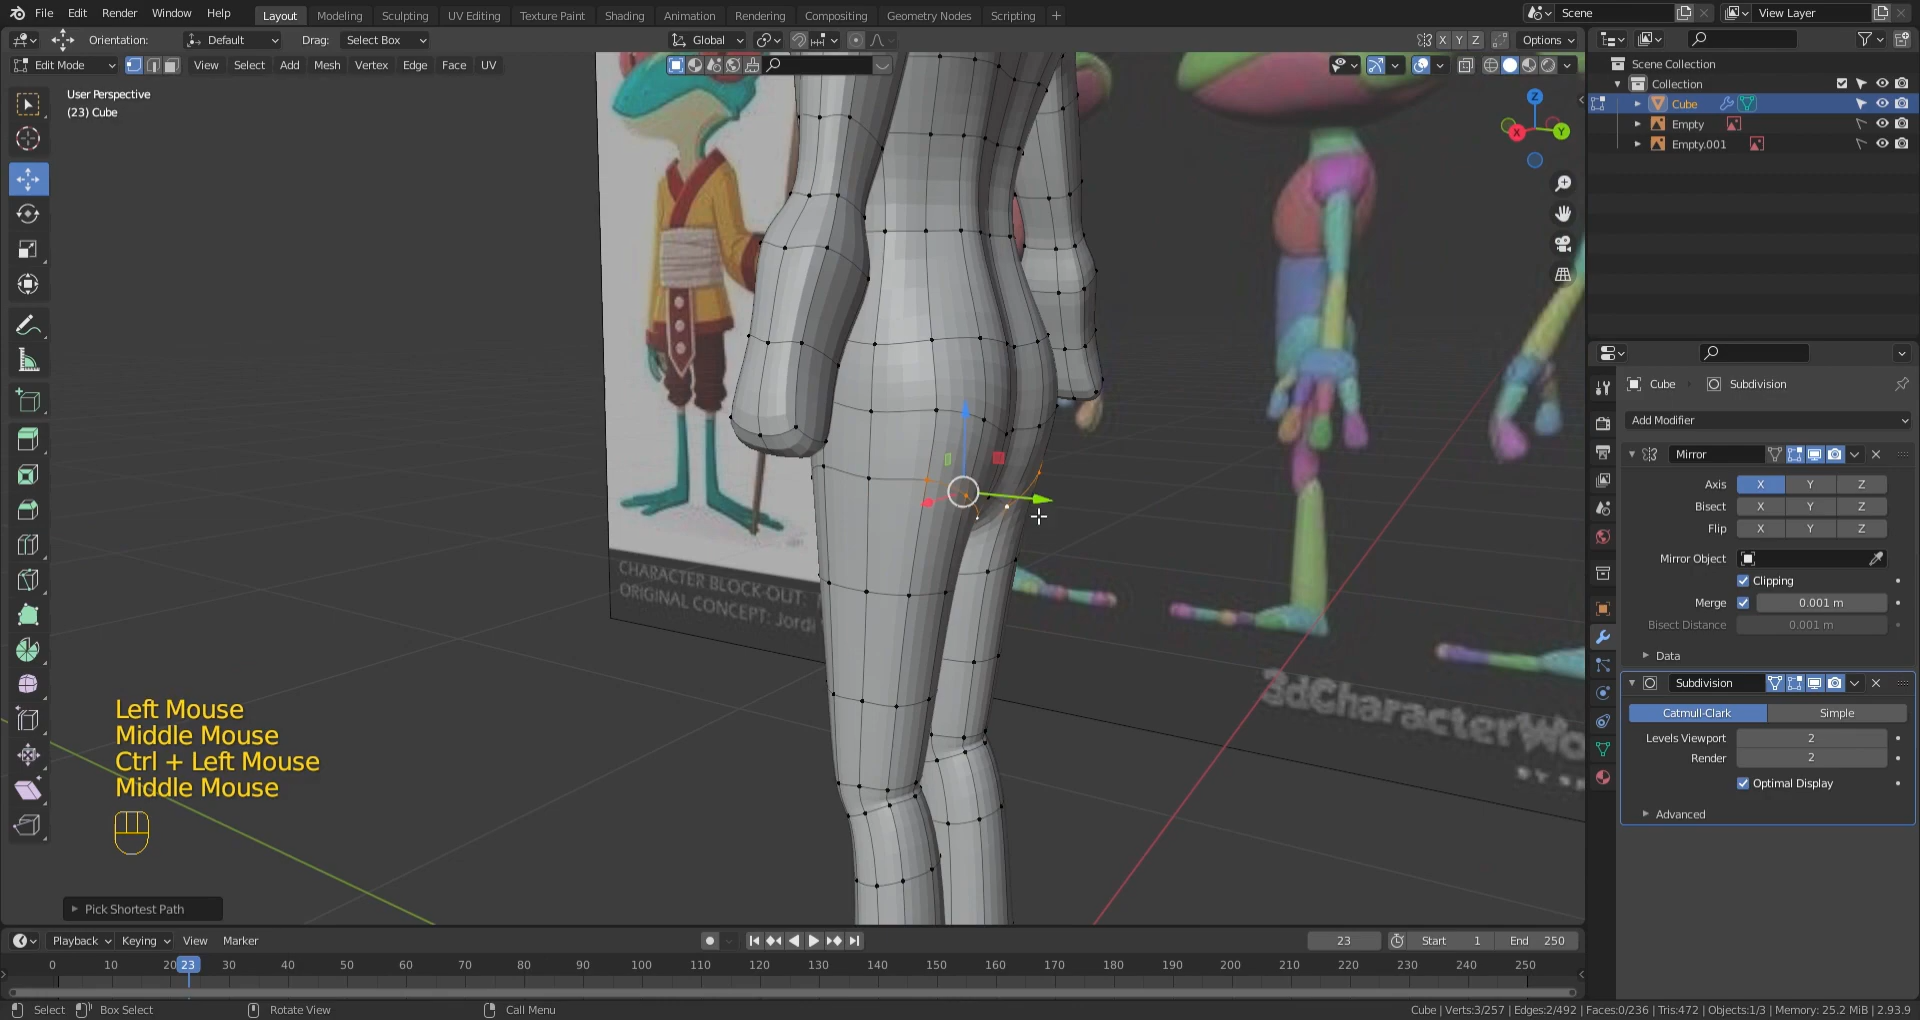 File Edit Render Window Help Layout Modeling Sculpting UV Editing Texture Paint Shading Animation Rendering Compositing Geometry Nodes Scripting + Scene View Layer
Orientation: Default Drag: Select Box Global X Y Z Options
Edit Mode View Select Add Mesh Vertex Edge Face UV
User Perspective
(23) Cube
Scene Collection
Collection
Cube
Empty
Empty.001
Z
X
Y
Cube Subdivision
Add Modifier
Mirror
Axis X Y Z
Bisect X Y Z
Flip X Y Z
Mirror Object
Clipping
Merge 0.001 m
Bisect Distance 0.001 m
Data
Subdivision
Catmull-Clark Simple
Levels Viewport 2
Render 2
Optimal Display
Advanced
CHARACTER BLOCK-OUT:
ORIGINAL CONCEPT: Jordi
Left Mouse
Middle Mouse
Ctrl + Left Mouse
Middle Mouse
Pick Shortest Path
Playback Keying View Marker 23 Start 1 End 250
0 10 20 23 30 40 50 60 70 80 90 100 110 120 130 140 150 160 170 180 190 200 210 220 230 240 250
Select Box Select Rotate View Call Menu Cube | Verts:3/257 | Edges:2/492 | Faces:0/236 | Tris:472 | Objects:1/3 | Memory: 25.2 MiB | 2.93.9